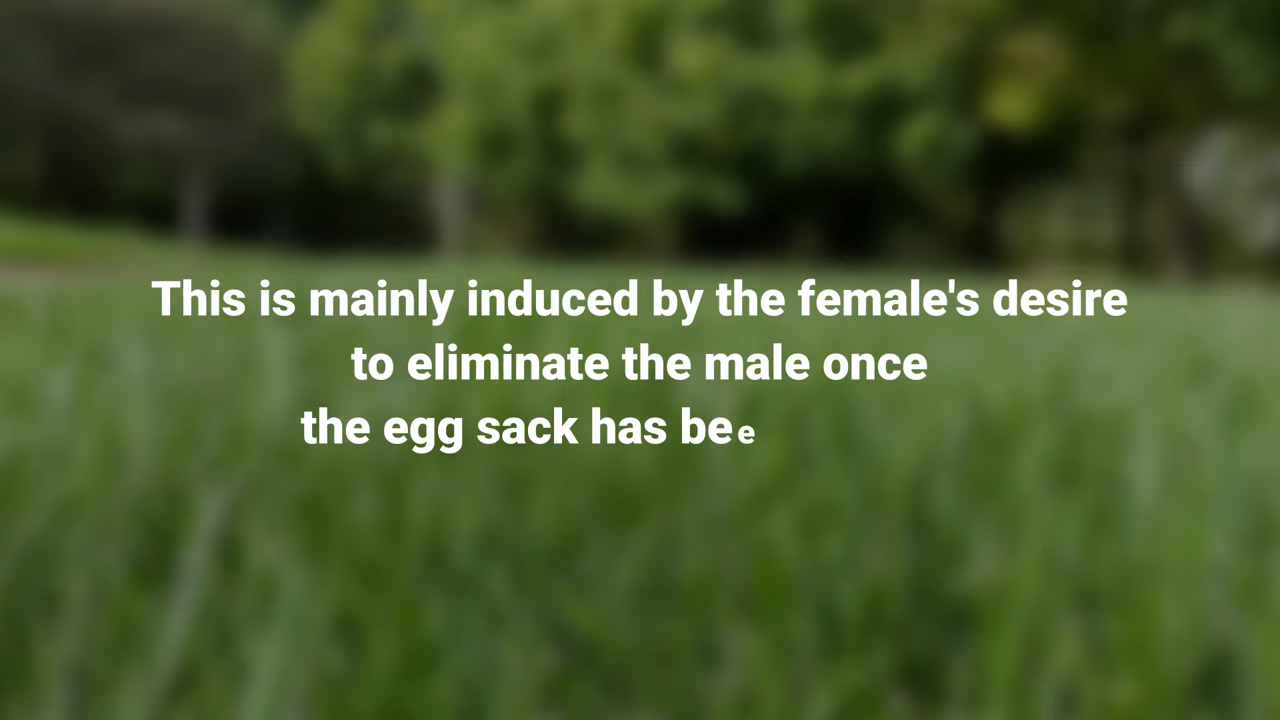 This is mainly induced by the female's desire
to eliminate the male once
the egg sack has bee